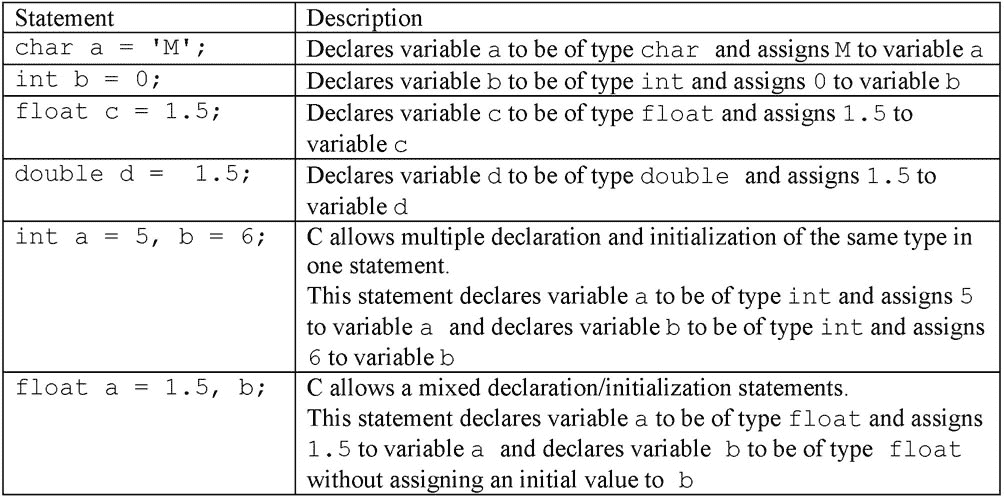 Statement Description
char a = 'M'; Declares variable a to be of type char and assigns M to variable a
int b = 0; Declares variable b to be of type int and assigns 0 to variable b
float c = 1.5; Declares variable c to be of type float and assigns 1.5 to
variable c
double d = 1.5; Declares variable d to be of type double and assigns 1.5 to
variable d
int a = 5, b = 6; C allows multiple declaration and initialization of the same type in
one statement.
This statement declares variable a to be of type int and assigns 5
to variable a and declares variable b to be of type int and assigns
6 to variable b
float a = 1.5, b; C allows a mixed declaration/initialization statements.
This statement declares variable a to be of type float and assigns
1.5 to variable a and declares variable b to be of type float
without assigning an initial value to b